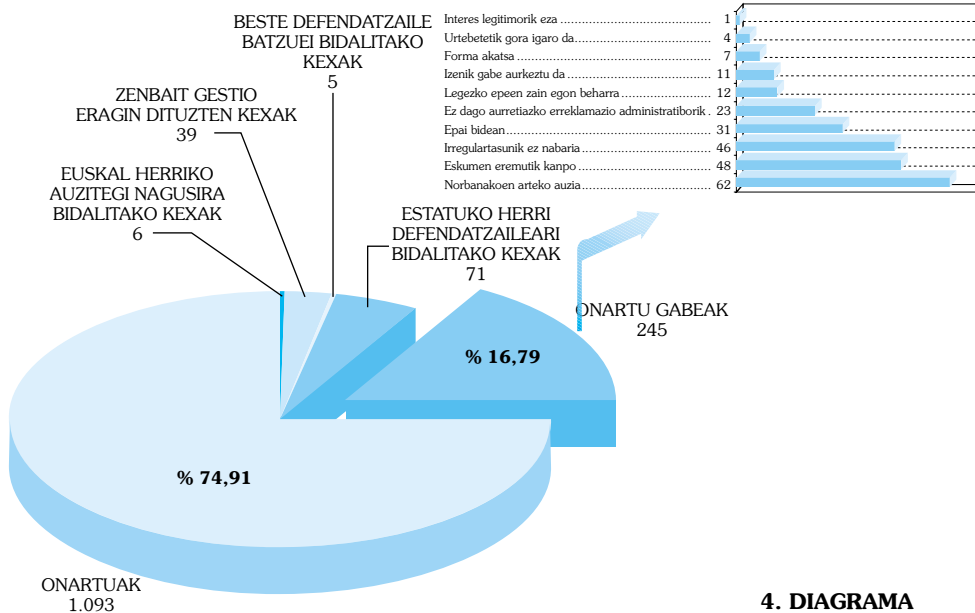 BESTE DEFENDATZAILE
BATZUEI BIDALITAKO
KEXAK
5
ZENBAIT GESTIO
ERAGIN DITUZTEN KEXAK
39
EUSKAL HERRIKO
AUZITEGI NAGUSIRA
BIDALITAKO KEXAK
6
ESTATUKO HERRI
DEFENDATZAILEARI
BIDALITAKO KEXAK
71
Interes legitimorik eza 1
Urtebetetik gora igaro da 4
Forma akatsa 7
Izenik gabe aurkeztu da 11
Legezko epeen zain egon beharra 12
Ez dago aurretiazko erreklamazio administratiborik . 23
Epai bidean 31
Irregulartasunik ez nabaria 46
Eskumen eremutik kanpo 48
Norbanakoen arteko auzia 62
ONARTU GABEAK
245
% 16,79
% 74,91
ONARTUAK
1.093
4. DIAGRAMA